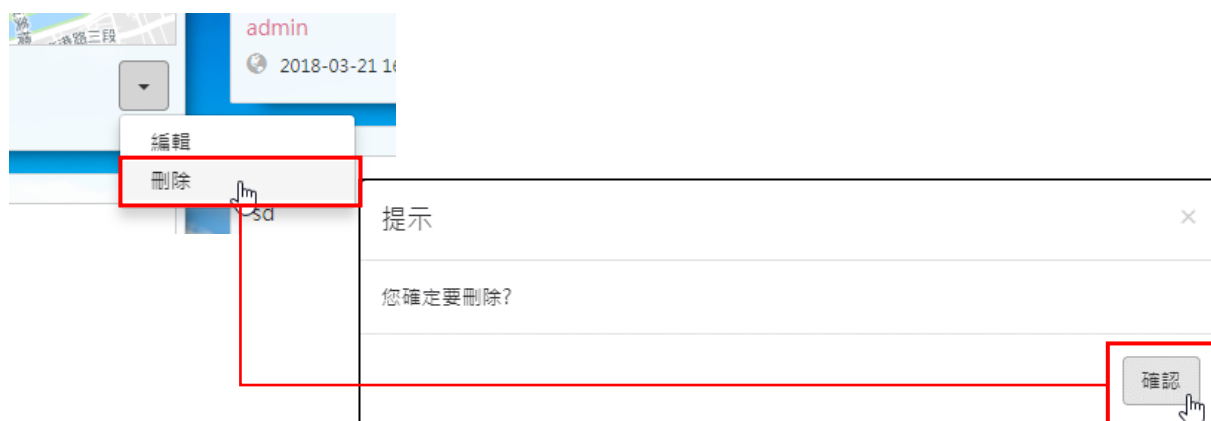 路三段
admin
2018-03-21 16
編輯
刪除
sd
提示
×
您確定要刪除?
確認